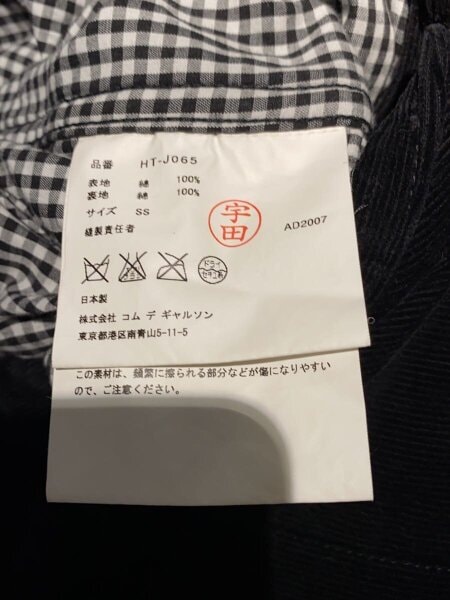 品番 HT-J065
表地 綿 100%
裏地 綿 100%
サイズ SS
縫製責任者
宇田
AD2007
ドライ
セキユ系
日本製
株式会社 コム デ ギャルソン
東京都港区南青山5-11-5
この素材は、頻繁に擦られる部分などが傷になりやすい
ので、ご注意ください。